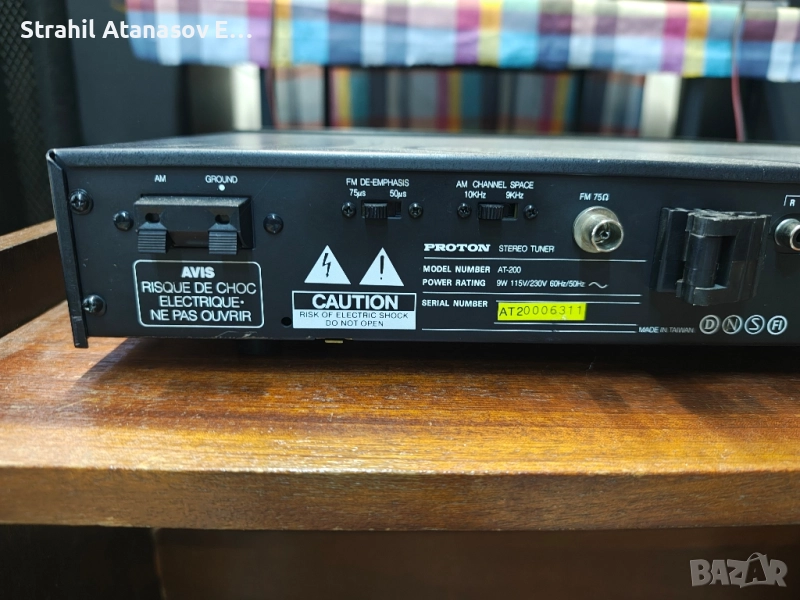 Strahil Atanasov E...
AM
GROUND
AVIS
RISQUE DE CHOC
ELECTRIQUE·
NE PAS OUVRIR
FM DE-EMPHASIS
75µs 50µs
AM CHANNEL SPACE
10KHz 9KHz
FM 75Ω
R
CAUTION
RISK OF ELECTRIC SHOCK
DO NOT OPEN
PROTON STEREO TUNER
MODEL NUMBER AT-200
POWER RATING 9W 115V/230V 60Hz/50Hz ~
SERIAL NUMBER AT20006311
MADE IN TAIWAN
D N S FI
BAZAR